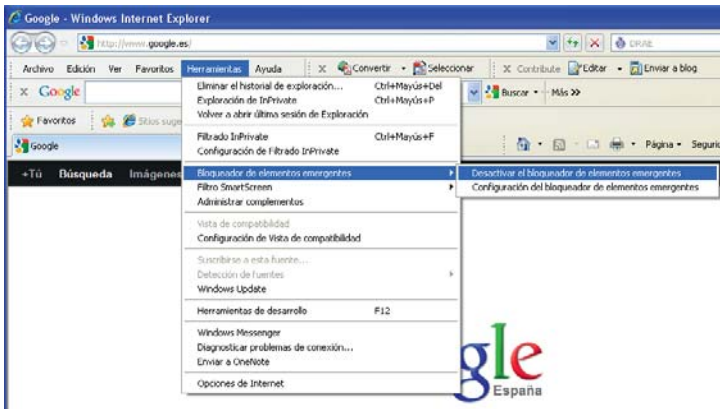 Google - Windows Internet Explorer
http://www.google.es/
DRAE
Archivo Edición Ver Favoritos Herramientas Ayuda X Convertir Seleccionar X Contribute Editar Enviar a blog
x Google Buscar Más >>
Favoritos Sitios suge
Google Página Seguric
+Tú Búsqueda Imágenes
Eliminar el historial de exploración... Ctrl+Mayús+Del
Exploración de InPrivate Ctrl+Mayús+P
Volver a abrir última sesión de Exploración
Filtrado InPrivate Ctrl+Mayús+F
Configuración de Filtrado InPrivate
Bloqueador de elementos emergentes
Filtro SmartScreen
Administrar complementos
Vista de compatibilidad
Configuración de Vista de compatibilidad
Suscribirse a esta fuente...
Detección de fuentes
Windows Update
Herramientas de desarrollo F12
Windows Messenger
Diagnosticar problemas de conexión...
Enviar a OneNote
Opciones de Internet
Desactivar el bloqueador de elementos emergentes
Configuración del bloqueador de elementos emergentes
gle
España